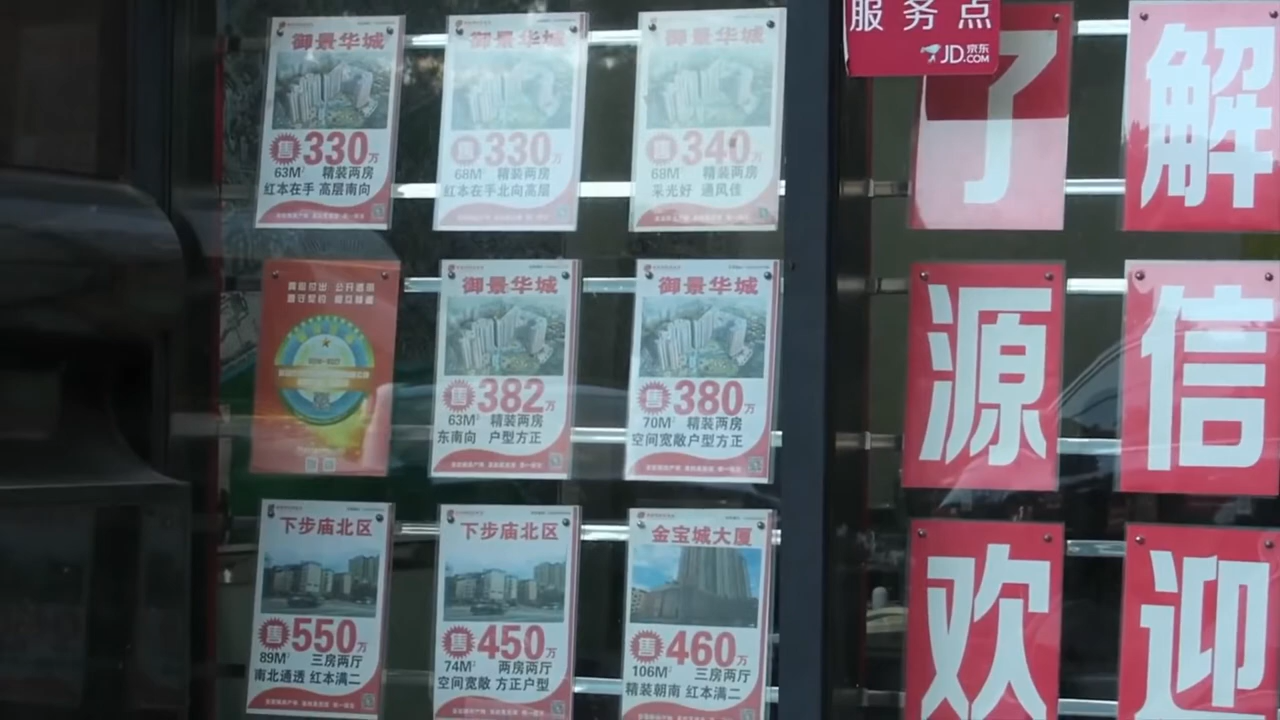 御景华城
售330万
63M² 精装两房
红本在手 高层南向
御景华城
售330万
68M² 精装两房
红本在手北向高层
御景华城
售340万
68M² 精装两房
采光好 通风佳
御景华城
售382万
63M² 精装两房
东南向 户型方正
御景华城
售380万
70M² 精装两房
空间宽敞户型方正
下步庙北区
售550万
89M² 三房两厅
南北通透 红本满二
下步庙北区
售450万
74M² 两房两厅
空间宽敞 方正户型
金宝城大厦
售460万
106M² 三房两厅
精装朝南 红本满二
服务点
JD.COM 京东
了解
源信
欢迎